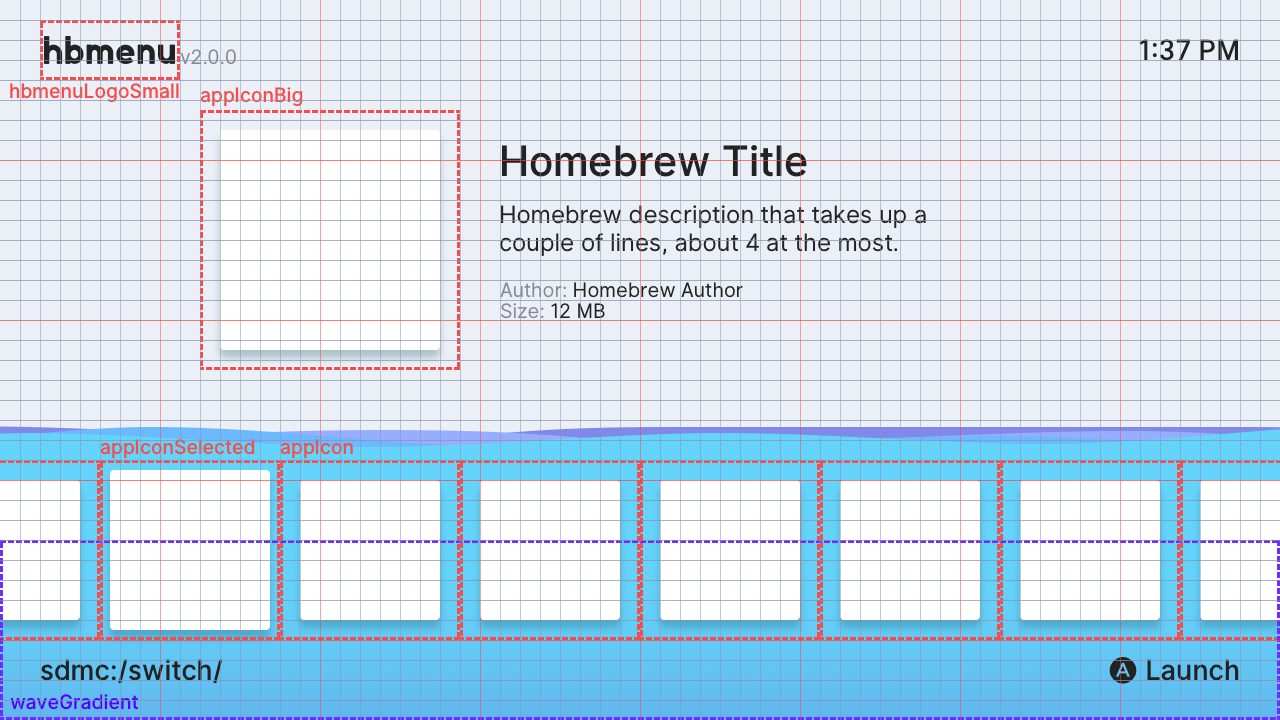 hbmenu v2.0.0
1:37 PM
hbmenuLogoSmall
appIconBig
Homebrew Title
Homebrew description that takes up a
couple of lines, about 4 at the most.
Author: Homebrew Author
Size: 12 MB
appIconSelected
appIcon
sdmc:/switch/
A Launch
waveGradient